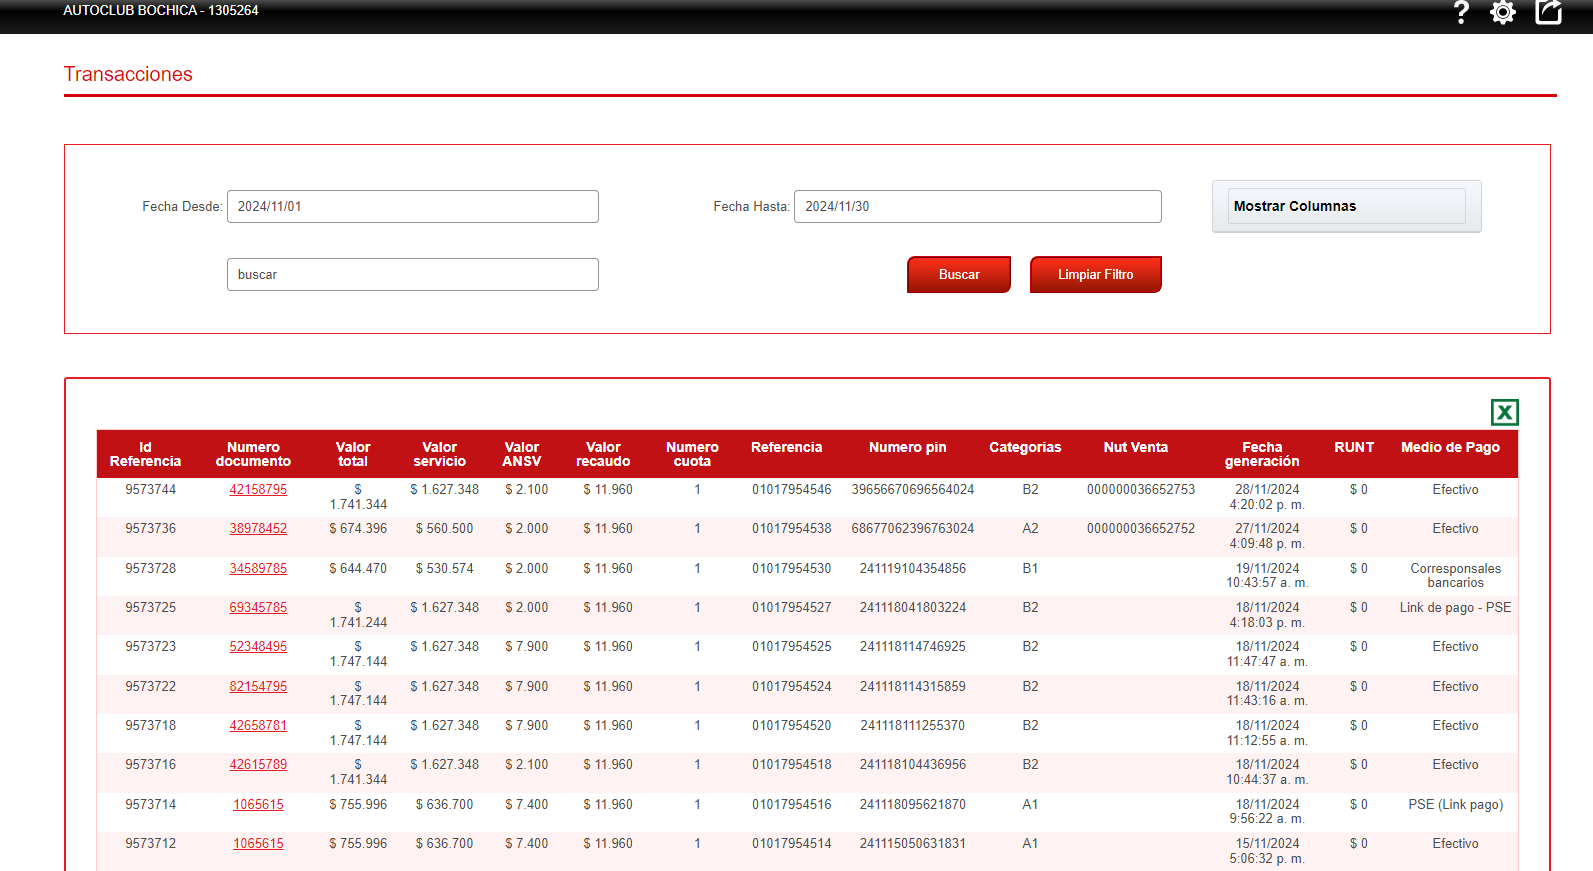 AUTOCLUB BOCHICA - 1305264
?
Transacciones
Fecha Desde: 2024/11/01 Fecha Hasta: 2024/11/30 Mostrar Columnas
buscar Buscar Limpiar Filtro
X
Id Referencia Numero documento Valor total Valor servicio Valor ANSV Valor recaudo Numero cuota Referencia Numero pin Categorias Nut Venta Fecha generación RUNT Medio de Pago
9573744 42158795 $ 1.741.344 $ 1.627.348 $ 2.100 $ 11.960 1 01017954546 39656670696564024 B2 000000036652753 28/11/2024 4:20:02 p. m. $ 0 Efectivo
9573736 38978452 $ 674.396 $ 560.500 $ 2.000 $ 11.960 1 01017954538 68677062396763024 A2 000000036652752 27/11/2024 4:09:48 p. m. $ 0 Efectivo
9573728 34589785 $ 644.470 $ 530.574 $ 2.000 $ 11.960 1 01017954530 241119104354856 B1 19/11/2024 10:43:57 a. m. $ 0 Corresponsales bancarios
9573725 69345785 $ 1.741.244 $ 1.627.348 $ 2.000 $ 11.960 1 01017954527 241118041803224 B2 18/11/2024 4:18:03 p. m. $ 0 Link de pago - PSE
9573723 52348495 $ 1.747.144 $ 1.627.348 $ 7.900 $ 11.960 1 01017954525 241118114746925 B2 18/11/2024 11:47:47 a. m. $ 0 Efectivo
9573722 82154795 $ 1.747.144 $ 1.627.348 $ 7.900 $ 11.960 1 01017954524 241118114315859 B2 18/11/2024 11:43:16 a. m. $ 0 Efectivo
9573718 42658781 $ 1.747.144 $ 1.627.348 $ 7.900 $ 11.960 1 01017954520 241118111255370 B2 18/11/2024 11:12:55 a. m. $ 0 Efectivo
9573716 42615789 $ 1.741.344 $ 1.627.348 $ 2.100 $ 11.960 1 01017954518 241118104436956 B2 18/11/2024 10:44:37 a. m. $ 0 Efectivo
9573714 1065615 $ 755.996 $ 636.700 $ 7.400 $ 11.960 1 01017954516 241118095621870 A1 18/11/2024 9:56:22 a. m. $ 0 PSE (Link pago)
9573712 1065615 $ 755.996 $ 636.700 $ 7.400 $ 11.960 1 01017954514 241115050631831 A1 15/11/2024 5:06:32 p. m. $ 0 Efectivo